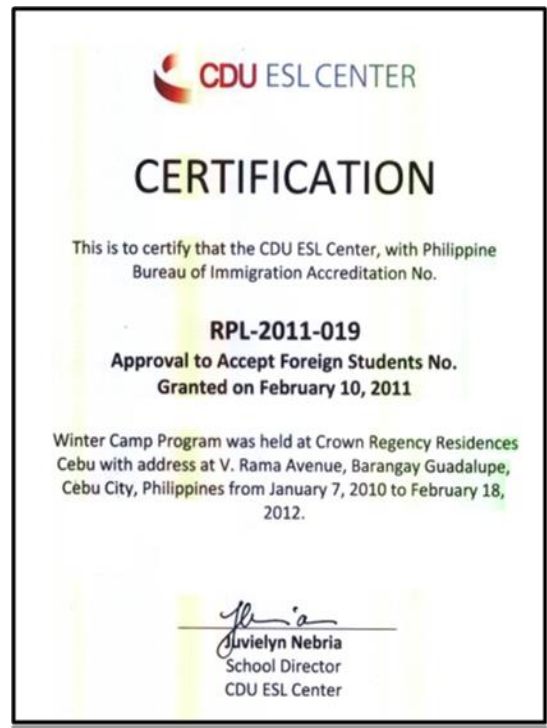 CDU ESL CENTER
CERTIFICATION
This is to certify that the CDU ESL Center, with Philippine
Bureau of Immigration Accreditation No.
RPL-2011-019
Approval to Accept Foreign Students No.
Granted on February 10, 2011
Winter Camp Program was held at Crown Regency Residences
Cebu with address at V. Rama Avenue, Barangay Guadalupe,
Cebu City, Philippines from January 7, 2010 to February 18,
2012.
Juvielyn Nebria
School Director
CDU ESL Center